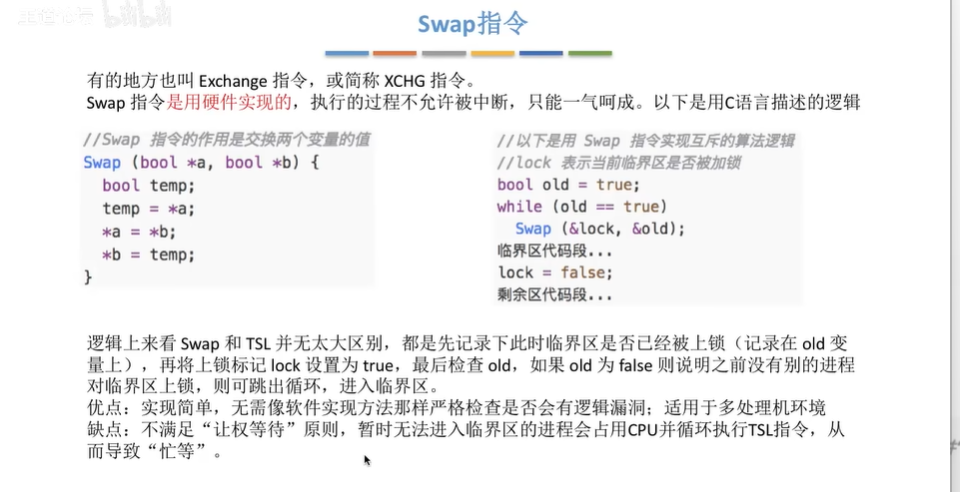 王道论坛 bilibili
Swap指令
有的地方也叫 Exchange 指令，或简称 XCHG 指令。
Swap 指令是用硬件实现的，执行的过程不允许被中断，只能一气呵成。以下是用C语言描述的逻辑
//Swap 指令的作用是交换两个变量的值
Swap (bool *a, bool *b) {
bool temp;
temp = *a;
*a = *b;
*b = temp;
}
//以下是用 Swap 指令实现互斥的算法逻辑
//lock 表示当前临界区是否被加锁
bool old = true;
while (old == true)
Swap (&lock, &old);
临界区代码段...
lock = false;
剩余区代码段...
逻辑上来看 Swap 和 TSL 并无太大区别，都是先记录下此时临界区是否已经被上锁（记录在 old 变
量上），再将上锁标记 lock 设置为 true，最后检查 old，如果 old 为 false 则说明之前没有别的进程
对临界区上锁，则可跳出循环，进入临界区。
优点：实现简单，无需像软件实现方法那样严格检查是否会有逻辑漏洞；适用于多处理机环境
缺点：不满足“让权等待”原则，暂时无法进入临界区的进程会占用CPU并循环执行TSL指令，从
而导致“忙等”。